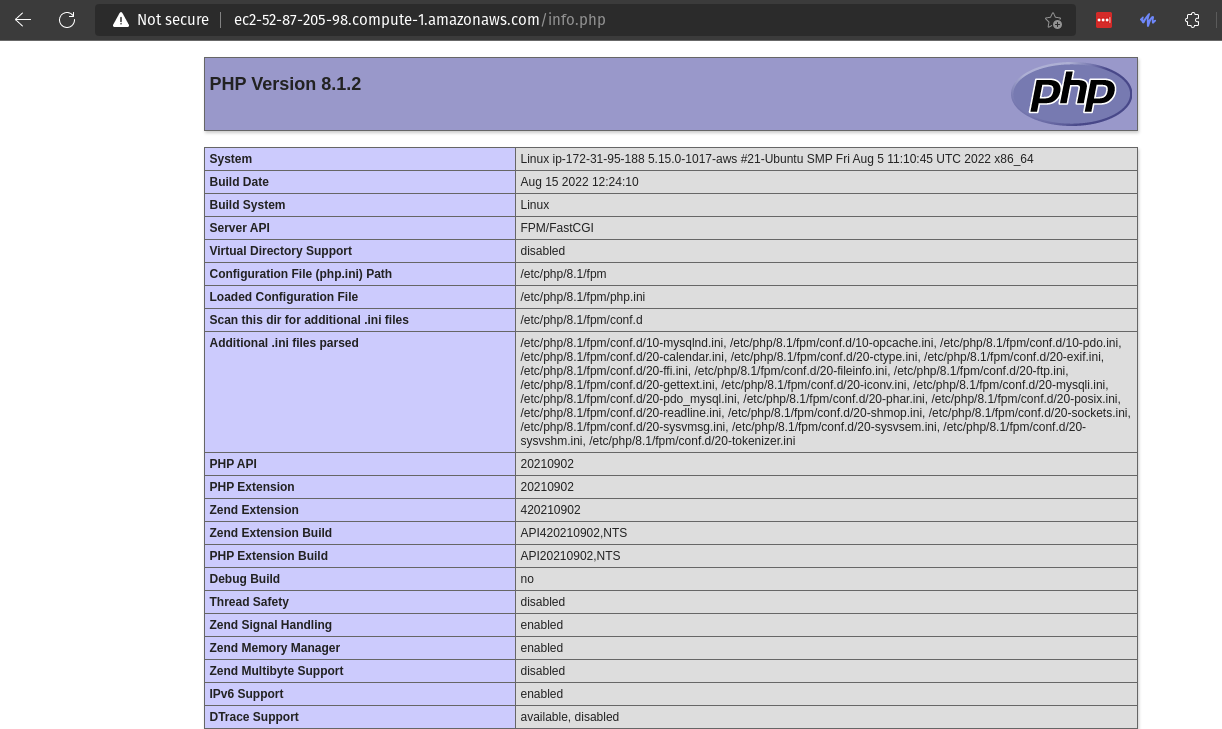 Not secure | ec2-52-87-205-98.compute-1.amazonaws.com/info.php
PHP Version 8.1.2
php
System Linux ip-172-31-95-188 5.15.0-1017-aws #21-Ubuntu SMP Fri Aug 5 11:10:45 UTC 2022 x86_64
Build Date Aug 15 2022 12:24:10
Build System Linux
Server API FPM/FastCGI
Virtual Directory Support disabled
Configuration File (php.ini) Path /etc/php/8.1/fpm
Loaded Configuration File /etc/php/8.1/fpm/php.ini
Scan this dir for additional .ini files /etc/php/8.1/fpm/conf.d
Additional .ini files parsed /etc/php/8.1/fpm/conf.d/10-mysqlnd.ini, /etc/php/8.1/fpm/conf.d/10-opcache.ini, /etc/php/8.1/fpm/conf.d/10-pdo.ini,
/etc/php/8.1/fpm/conf.d/20-calendar.ini, /etc/php/8.1/fpm/conf.d/20-ctype.ini, /etc/php/8.1/fpm/conf.d/20-exif.ini,
/etc/php/8.1/fpm/conf.d/20-ffi.ini, /etc/php/8.1/fpm/conf.d/20-fileinfo.ini, /etc/php/8.1/fpm/conf.d/20-ftp.ini,
/etc/php/8.1/fpm/conf.d/20-gettext.ini, /etc/php/8.1/fpm/conf.d/20-iconv.ini, /etc/php/8.1/fpm/conf.d/20-mysqli.ini,
/etc/php/8.1/fpm/conf.d/20-pdo_mysql.ini, /etc/php/8.1/fpm/conf.d/20-phar.ini, /etc/php/8.1/fpm/conf.d/20-posix.ini,
/etc/php/8.1/fpm/conf.d/20-readline.ini, /etc/php/8.1/fpm/conf.d/20-shmop.ini, /etc/php/8.1/fpm/conf.d/20-sockets.ini,
/etc/php/8.1/fpm/conf.d/20-sysvmsg.ini, /etc/php/8.1/fpm/conf.d/20-sysvsem.ini, /etc/php/8.1/fpm/conf.d/20-
sysvshm.ini, /etc/php/8.1/fpm/conf.d/20-tokenizer.ini
PHP API 20210902
PHP Extension 20210902
Zend Extension 420210902
Zend Extension Build API420210902,NTS
PHP Extension Build API20210902,NTS
Debug Build no
Thread Safety disabled
Zend Signal Handling enabled
Zend Memory Manager enabled
Zend Multibyte Support disabled
IPv6 Support enabled
DTrace Support available, disabled